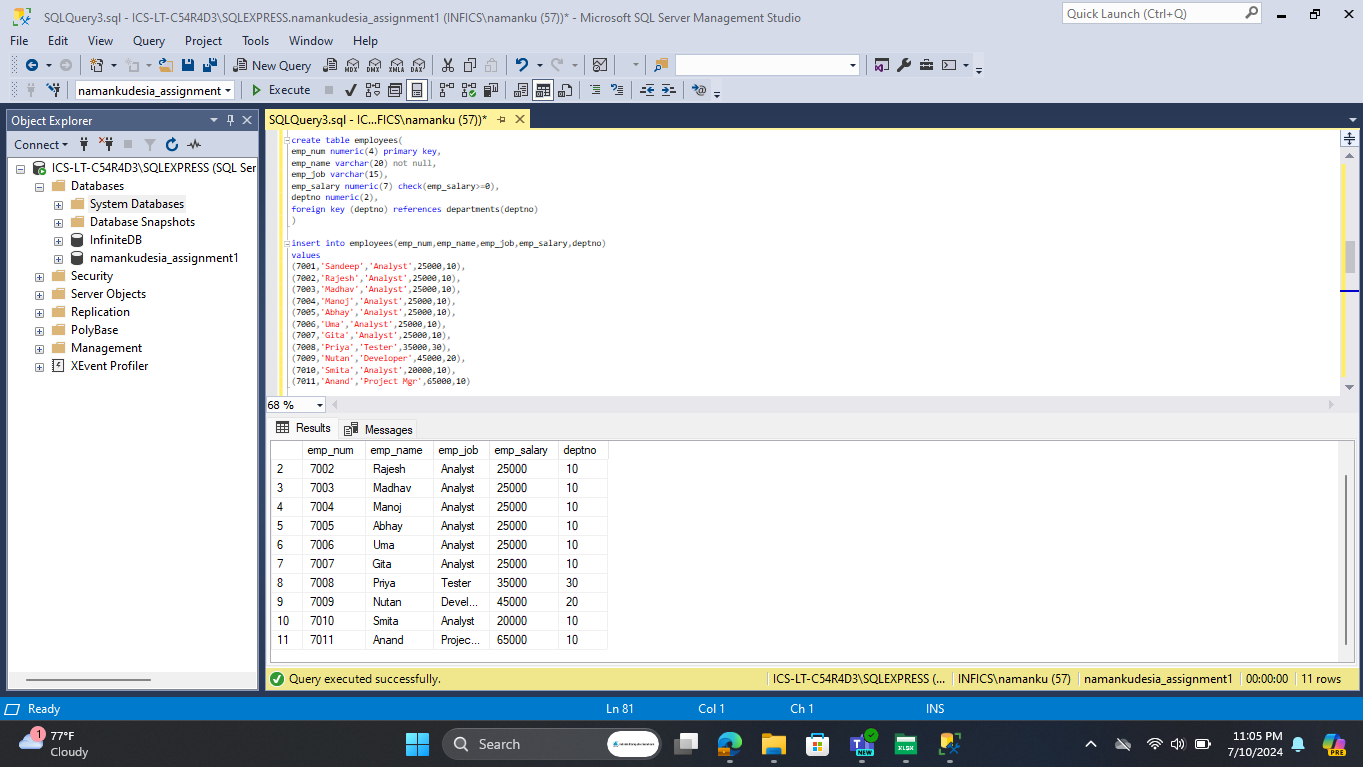 SQLQuery3.sql - ICS-LT-C54R4D3\SQLEXPRESS.namankudesia_assignment1 (INFICS\namanku (57))* - Microsoft SQL Server Management Studio
Quick Launch (Ctrl+Q)
File Edit View Query Project Tools Window Help
New Query MDX DMX XMLA DAX
namankudesia_assignment Execute
Object Explorer
Connect
ICS-LT-C54R4D3\SQLEXPRESS (SQL Ser
Databases
System Databases
Database Snapshots
InfiniteDB
namankudesia_assignment1
Security
Server Objects
Replication
PolyBase
Management
XEvent Profiler
SQLQuery3.sql - IC...FICS\namanku (57))*
create table employees(
emp_num numeric(4) primary key,
emp_name varchar(20) not null,
emp_job varchar(15),
emp_salary numeric(7) check(emp_salary>=0),
deptno numeric(2),
foreign key (deptno) references departments(deptno)
)
insert into employees(emp_num,emp_name,emp_job,emp_salary,deptno)
values
(7001,'Sandeep','Analyst',25000,10),
(7002,'Rajesh','Analyst',25000,10),
(7003,'Madhav','Analyst',25000,10),
(7004,'Manoj','Analyst',25000,10),
(7005,'Abhay','Analyst',25000,10),
(7006,'Uma','Analyst',25000,10),
(7007,'Gita','Analyst',25000,10),
(7008,'Priya','Tester',35000,30),
(7009,'Nutan','Developer',45000,20),
(7010,'Smita','Analyst',20000,10),
(7011,'Anand','Project Mgr',65000,10)
68 %
Results Messages
emp_num emp_name emp_job emp_salary deptno
2 7002 Rajesh Analyst 25000 10
3 7003 Madhav Analyst 25000 10
4 7004 Manoj Analyst 25000 10
5 7005 Abhay Analyst 25000 10
6 7006 Uma Analyst 25000 10
7 7007 Gita Analyst 25000 10
8 7008 Priya Tester 35000 30
9 7009 Nutan Devel... 45000 20
10 7010 Smita Analyst 20000 10
11 7011 Anand Projec... 65000 10
Query executed successfully. ICS-LT-C54R4D3\SQLEXPRESS (... INFICS\namanku (57) namankudesia_assignment1 00:00:00 11 rows
Ready Ln 81 Col 1 Ch 1 INS
1
77°F
Cloudy
Search
NEW
XLSX
11:05 PM
7/10/2024
PRE